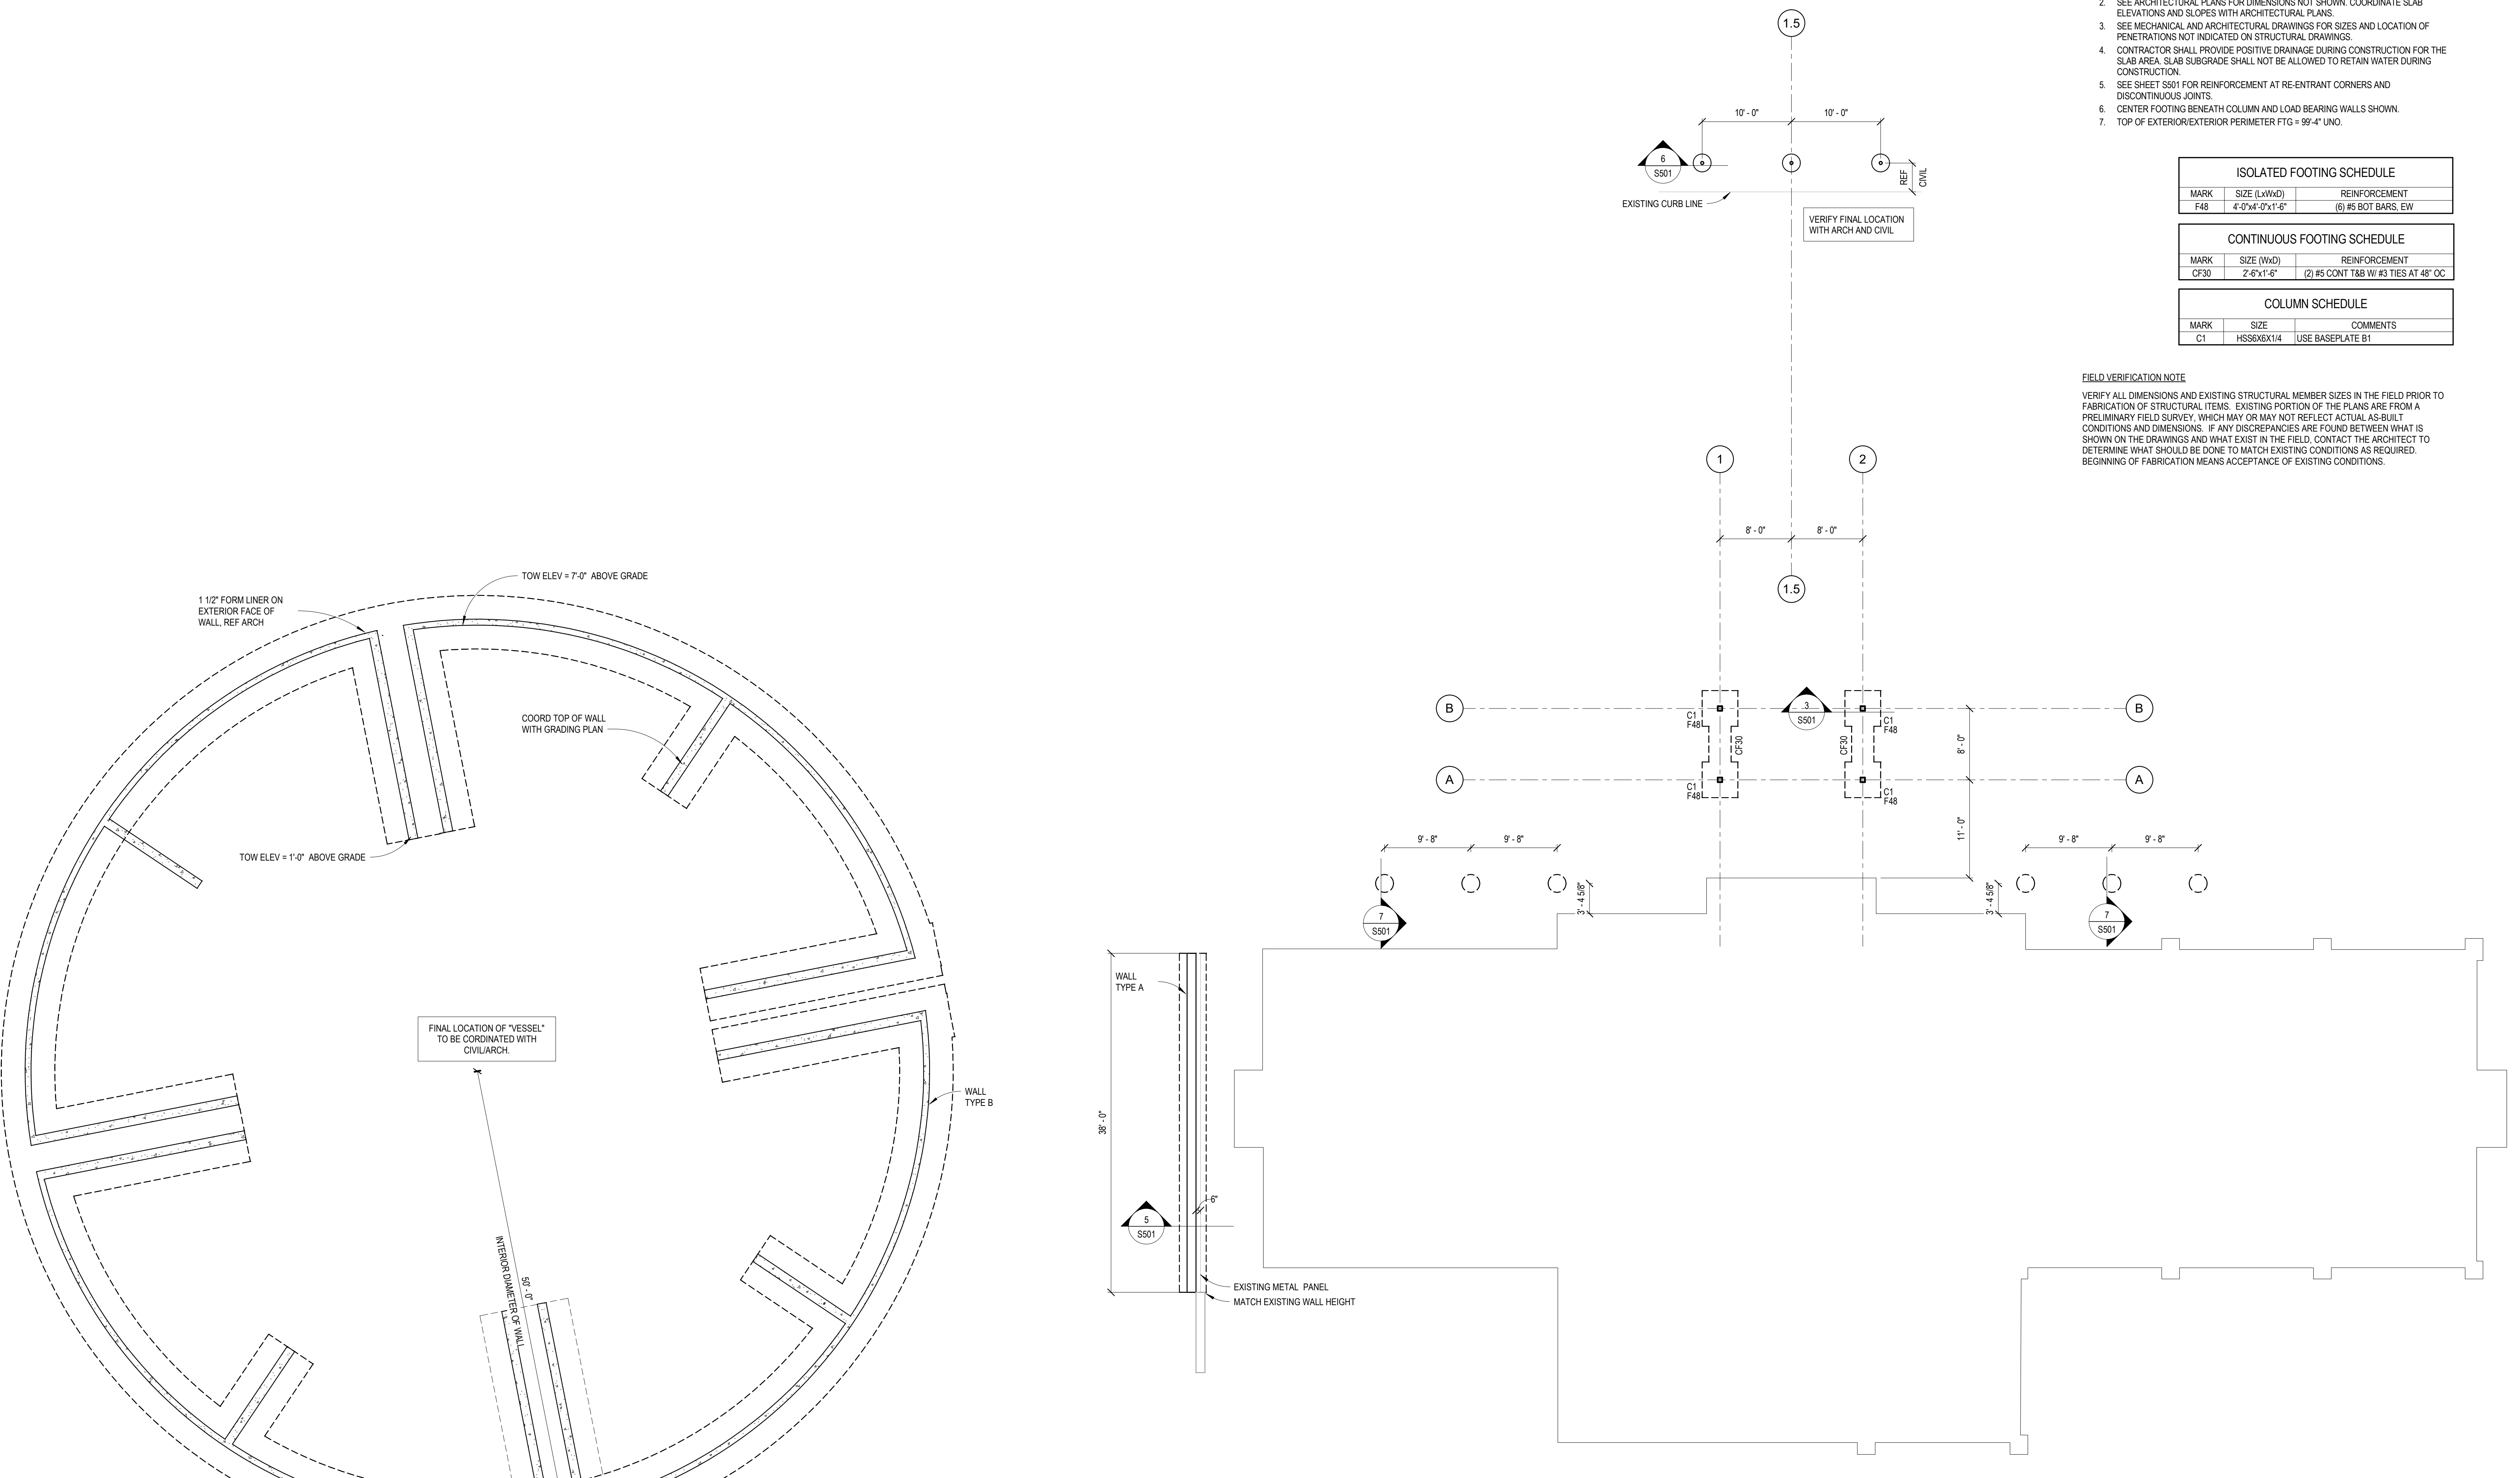 2. SEE ARCHITECTURAL PLANS FOR DIMENSIONS NOT SHOWN. COORDINATE SLAB
ELEVATIONS AND SLOPES WITH ARCHITECTURAL PLANS.
3. SEE MECHANICAL AND ARCHITECTURAL DRAWINGS FOR SIZES AND LOCATION OF
PENETRATIONS NOT INDICATED ON STRUCTURAL DRAWINGS.
4. CONTRACTOR SHALL PROVIDE POSITIVE DRAINAGE DURING CONSTRUCTION FOR THE
SLAB AREA. SLAB SUBGRADE SHALL NOT BE ALLOWED TO RETAIN WATER DURING
CONSTRUCTION.
5. SEE SHEET S501 FOR REINFORCEMENT AT RE-ENTRANT CORNERS AND
DISCONTINUOUS JOINTS.
6. CENTER FOOTING BENEATH COLUMN AND LOAD BEARING WALLS SHOWN.
7. TOP OF EXTERIOR/EXTERIOR PERIMETER FTG = 99'-4" UNO.
ISOLATED FOOTING SCHEDULE
MARK SIZE (LxWxD) REINFORCEMENT
F48 4'-0"x4'-0"x1'-6" (6) #5 BOT BARS, EW
CONTINUOUS FOOTING SCHEDULE
MARK SIZE (WxD) REINFORCEMENT
CF30 2'-6"x1'-6" (2) #5 CONT T&B W/ #3 TIES AT 48" OC
COLUMN SCHEDULE
MARK SIZE COMMENTS
C1 HSS6X6X1/4 USE BASEPLATE B1
FIELD VERIFICATION NOTE
VERIFY ALL DIMENSIONS AND EXISTING STRUCTURAL MEMBER SIZES IN THE FIELD PRIOR TO
FABRICATION OF STRUCTURAL ITEMS. EXISTING PORTION OF THE PLANS ARE FROM A
PRELIMINARY FIELD SURVEY, WHICH MAY OR MAY NOT REFLECT ACTUAL AS-BUILT
CONDITIONS AND DIMENSIONS. IF ANY DISCREPANCIES ARE FOUND BETWEEN WHAT IS
SHOWN ON THE DRAWINGS AND WHAT EXIST IN THE FIELD, CONTACT THE ARCHITECT TO
DETERMINE WHAT SHOULD BE DONE TO MATCH EXISTING CONDITIONS AS REQUIRED.
BEGINNING OF FABRICATION MEANS ACCEPTANCE OF EXISTING CONDITIONS.
1.5
10' - 0" 10' - 0"
6
S501
REF
CIVIL
EXISTING CURB LINE
VERIFY FINAL LOCATION
WITH ARCH AND CIVIL
1 2
8' - 0" 8' - 0"
1.5
B
C1
F48
3
S501
C1
F48
B
CF30
CF30
8' - 0"
A
C1
F48
C1
F48
A
11' - 0"
9' - 8" 9' - 8"
9' - 8" 9' - 8"
3' - 4 5/8"
3' - 4 5/8"
7
S501
7
S501
WALL
TYPE A
38' - 0"
6"
5
S501
EXISTING METAL PANEL
MATCH EXISTING WALL HEIGHT
TOW ELEV = 7'-0" ABOVE GRADE
1 1/2" FORM LINER ON
EXTERIOR FACE OF
WALL, REF ARCH
COORD TOP OF WALL
WITH GRADING PLAN
TOW ELEV = 1'-0" ABOVE GRADE
FINAL LOCATION OF "VESSEL"
TO BE CORDINATED WITH
CIVIL/ARCH.
WALL
TYPE B
50' - 0"
INTERIOR DIAMETER OF WALL